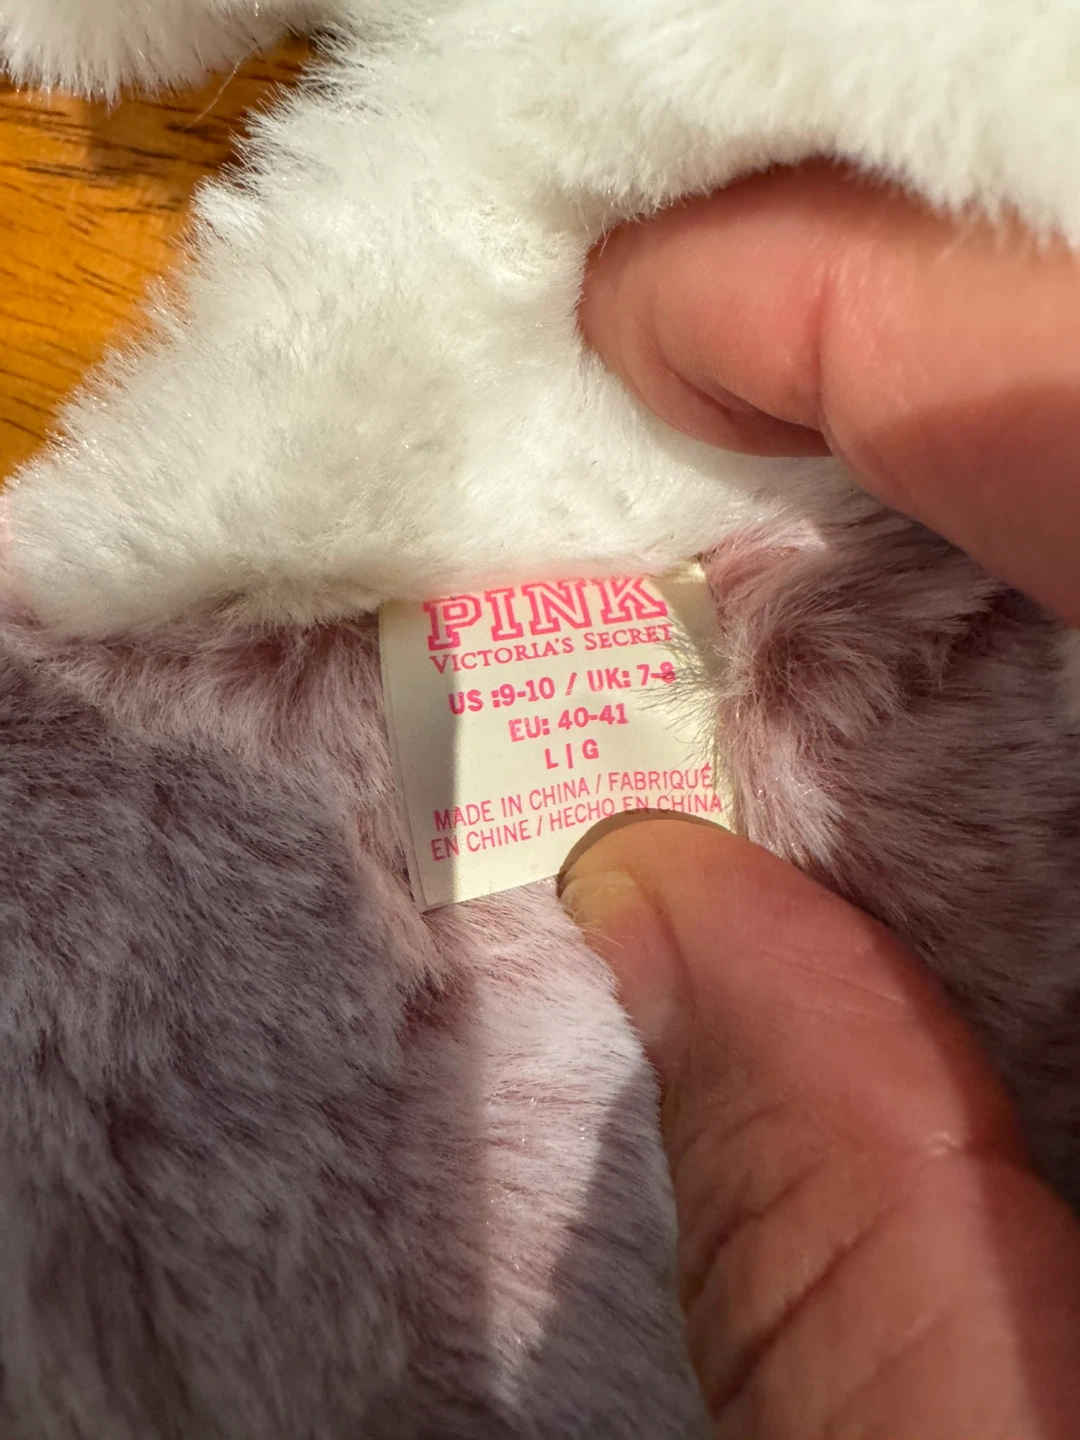 PINK
VICTORIA'S SECRET
US :9-10 / UK: 7-8
EU: 40-41
L | G
MADE IN CHINA / FABRIQUÉ
EN CHINE / HECHO EN CHINA